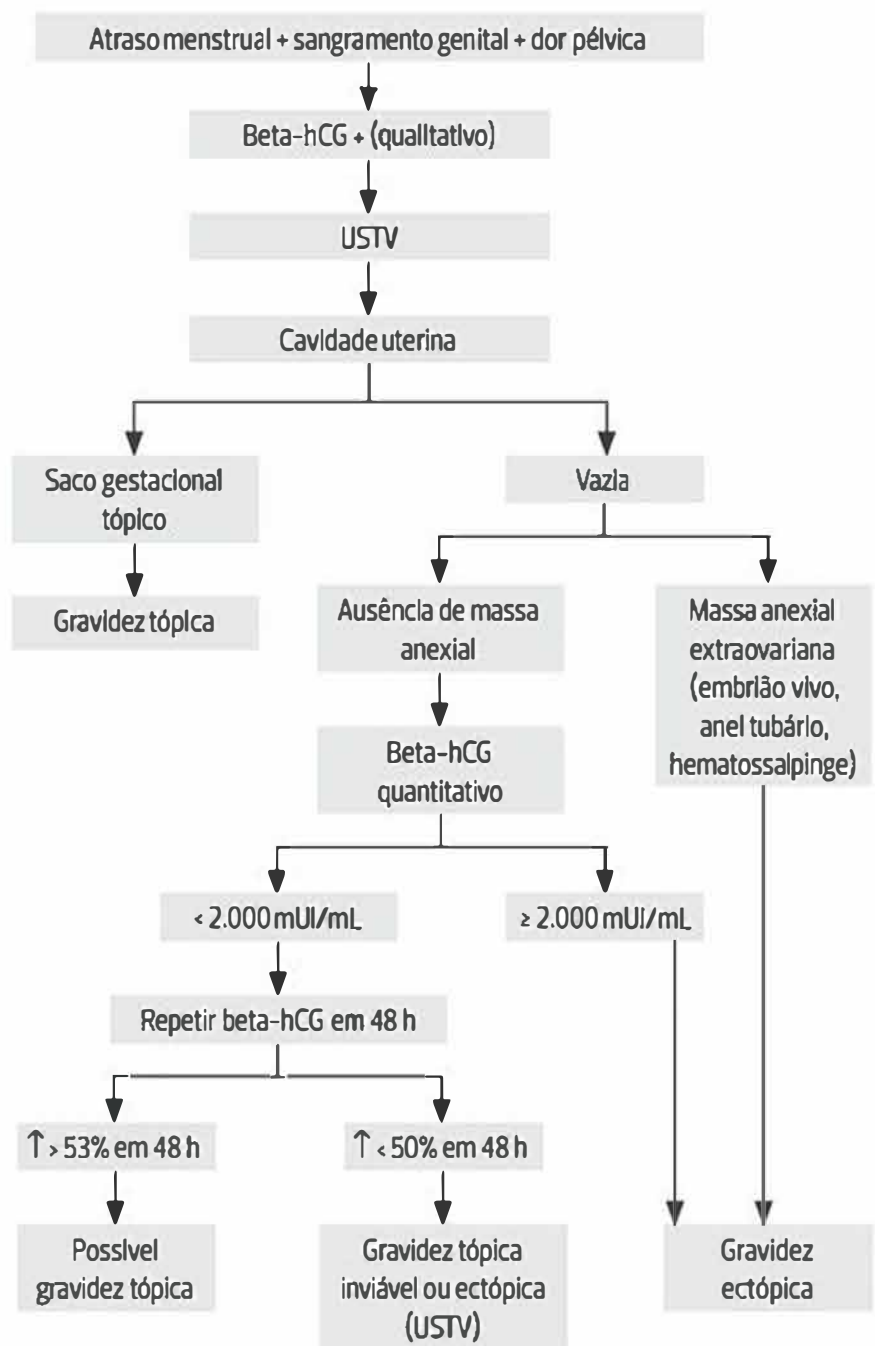 Atraso menstrual + sangramento genital + dor pélvica
Beta-hCG + (qualitativo)
USTV
Cavidade uterina
Saco gestacional
tópico
Vazia
Gravidez tópica
Ausência de massa
anexial
Massa anexial
extraovariana
(embrião vivo,
anel tubário,
hematossalpinge)
Beta-hCG
quantitativo
< 2.000 mUI/mL
≥ 2.000 mUI/mL
Repetir beta-hCG em 48 h
↑ > 53% em 48 h
↑ < 50% em 48 h
Possível
gravidez tópica
Gravidez tópica
inviável ou ectópica
(USTV)
Gravidez
ectópica